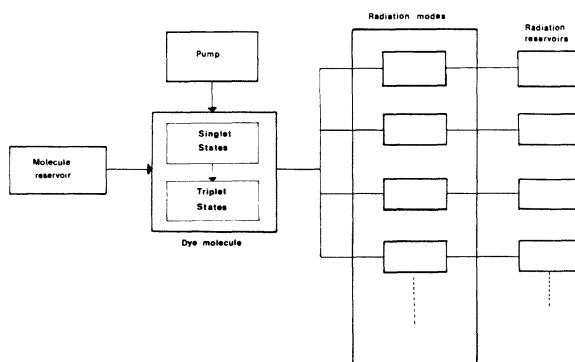 Radiation modes
Radiation
reservoirs
Pump
Singlet
States
Molecule
reservoir
Triplet
States
Dye molecule